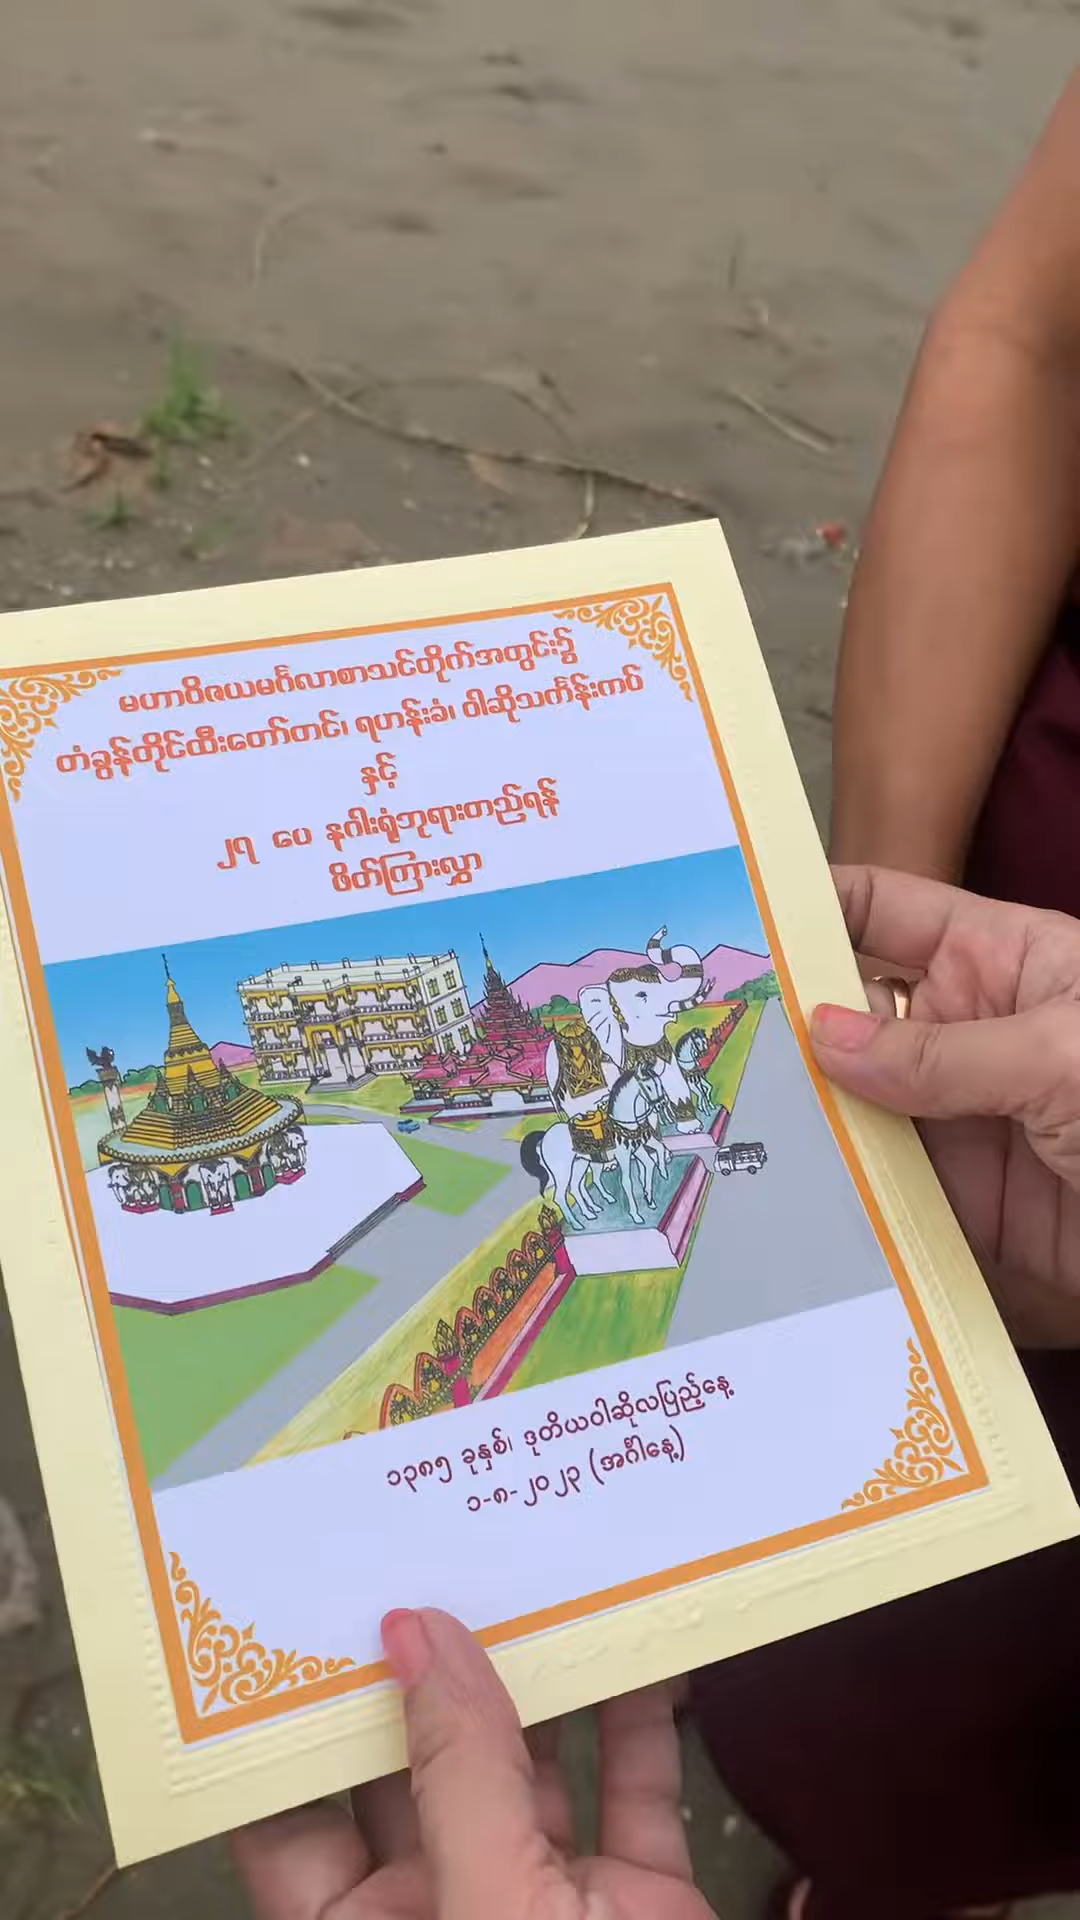 မဟာဝိဇယမင်္ဂလာစာသင်တိုက်အတွင်း၌
တံခွန်တိုင်ထီးတော်တင်၊ ရဟန်းခံ၊ ဝါဆိုသင်္ကန်းကပ်
နှင့်
၂၇ ပေ နဂါးရုံဘုရားတည်ရန်
ဖိတ်ကြားလွှာ
၁၃၈၅ ခုနှစ်၊ ဒုတိယဝါဆိုလပြည့်နေ့
၁-၈-၂၀၂၃ (အင်္ဂါနေ့)